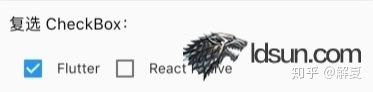 复选 CheckBox：
ldsun.com
Flutter React
知乎 @解夏